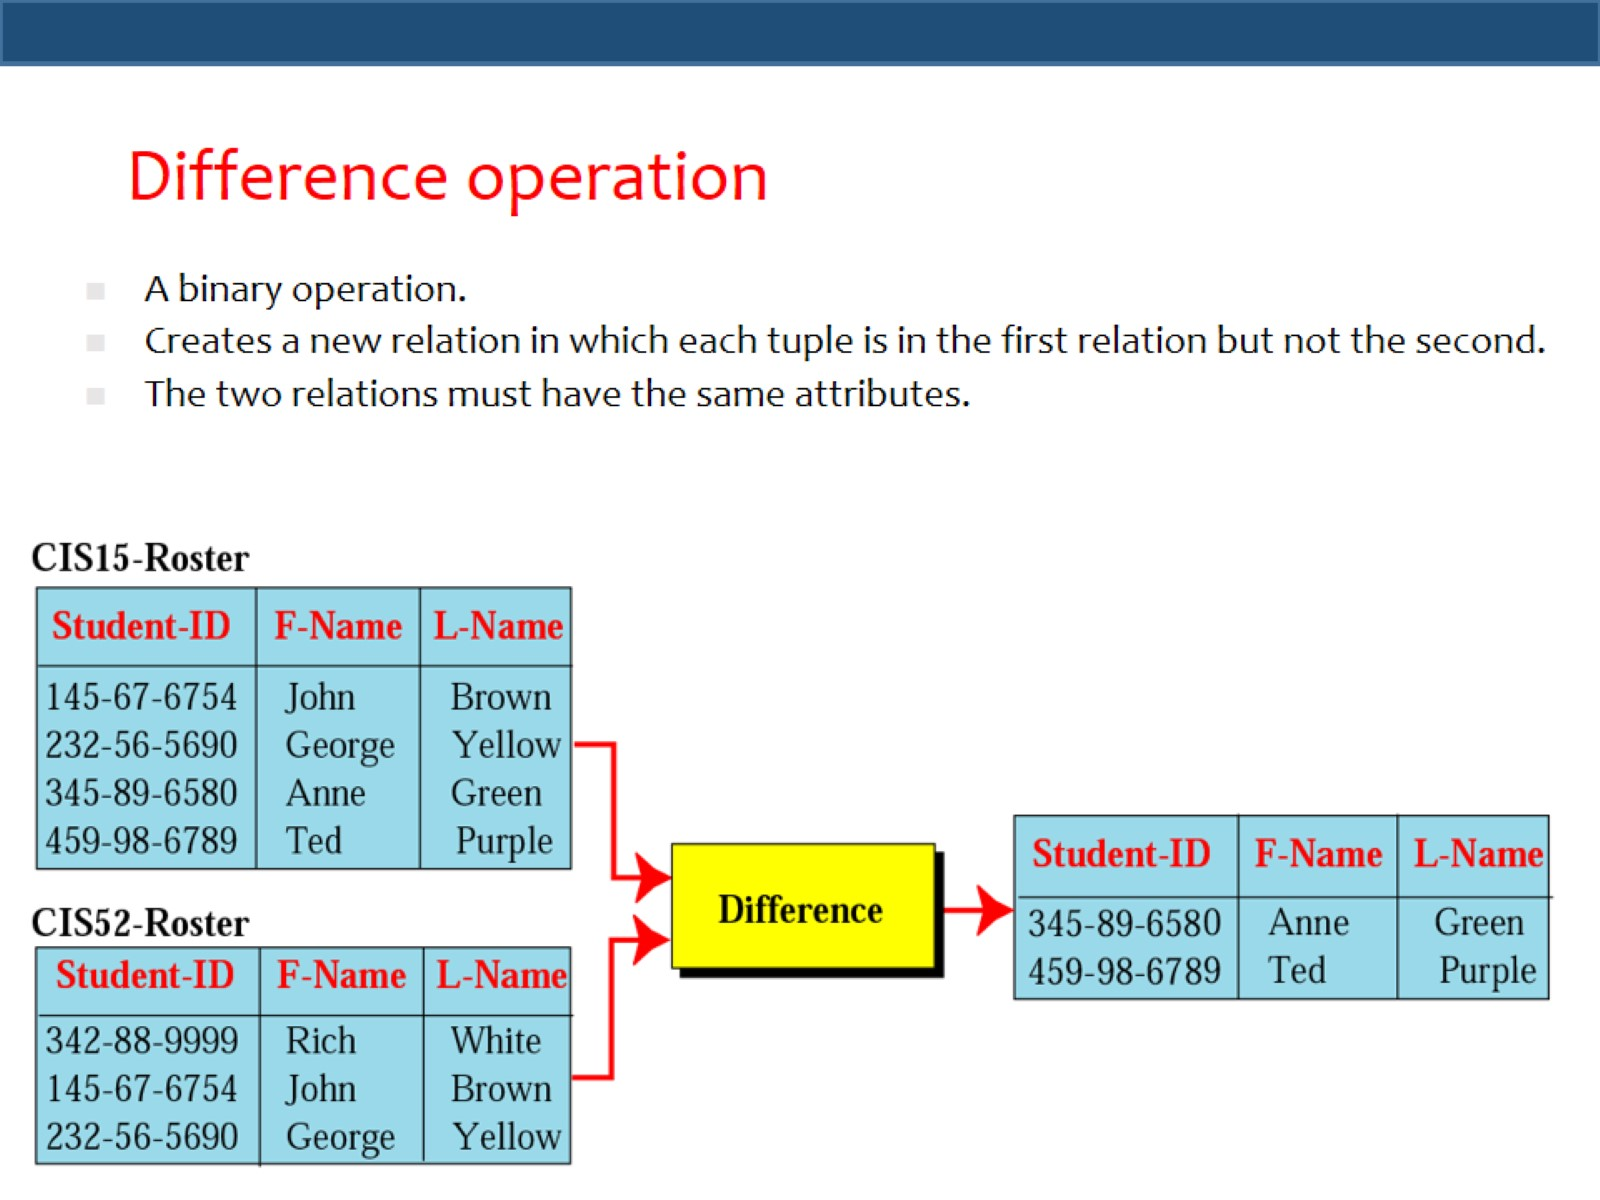 Difference operation
A binary operation.
Creates a new relation in which each tuple is in the first relation but not the second.
The two relations must have the same attributes.
CIS15-Roster
Student-ID F-Name L-Name
145-67-6754 John Brown
232-56-5690 George Yellow
345-89-6580 Anne Green
459-98-6789 Ted Purple
CIS52-Roster
Student-ID F-Name L-Name
342-88-9999 Rich White
145-67-6754 John Brown
232-56-5690 George Yellow
Difference
Student-ID F-Name L-Name
345-89-6580 Anne Green
459-98-6789 Ted Purple